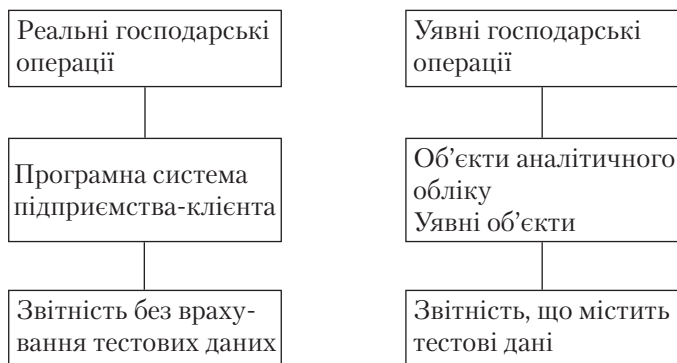 Реальні господарські
операції
Програмна система
підприємства-клієнта
Звітність без враху-
вання тестових даних
Уявні господарські
операції
Об’єкти аналітичного
обліку
Уявні об’єкти
Звітність, що містить
тестові дані